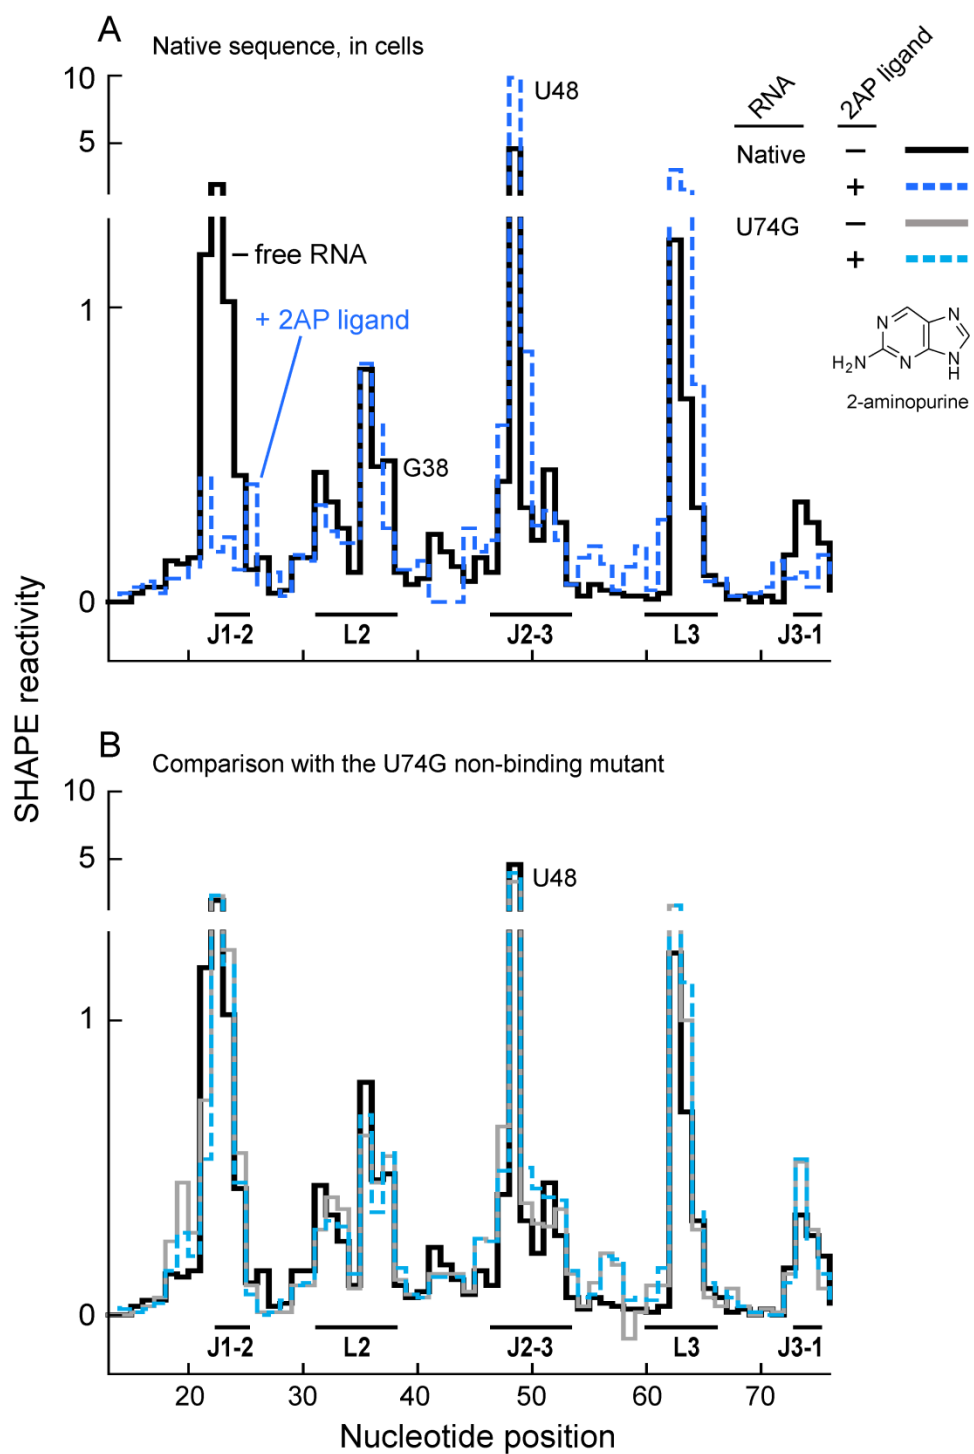 A
Native sequence, in cells
RNA
2AP ligand
10
5
1
0
U48
Native
−
+
U74G
−
+
free RNA
+ 2AP ligand
G38
N
N
N
N
H
H₂N
2-aminopurine
J1-2
L2
J2-3
L3
J3-1
SHAPE reactivity
B
Comparison with the U74G non-binding mutant
10
5
1
0
U48
J1-2
L2
J2-3
L3
J3-1
20
30
40
50
60
70
Nucleotide position